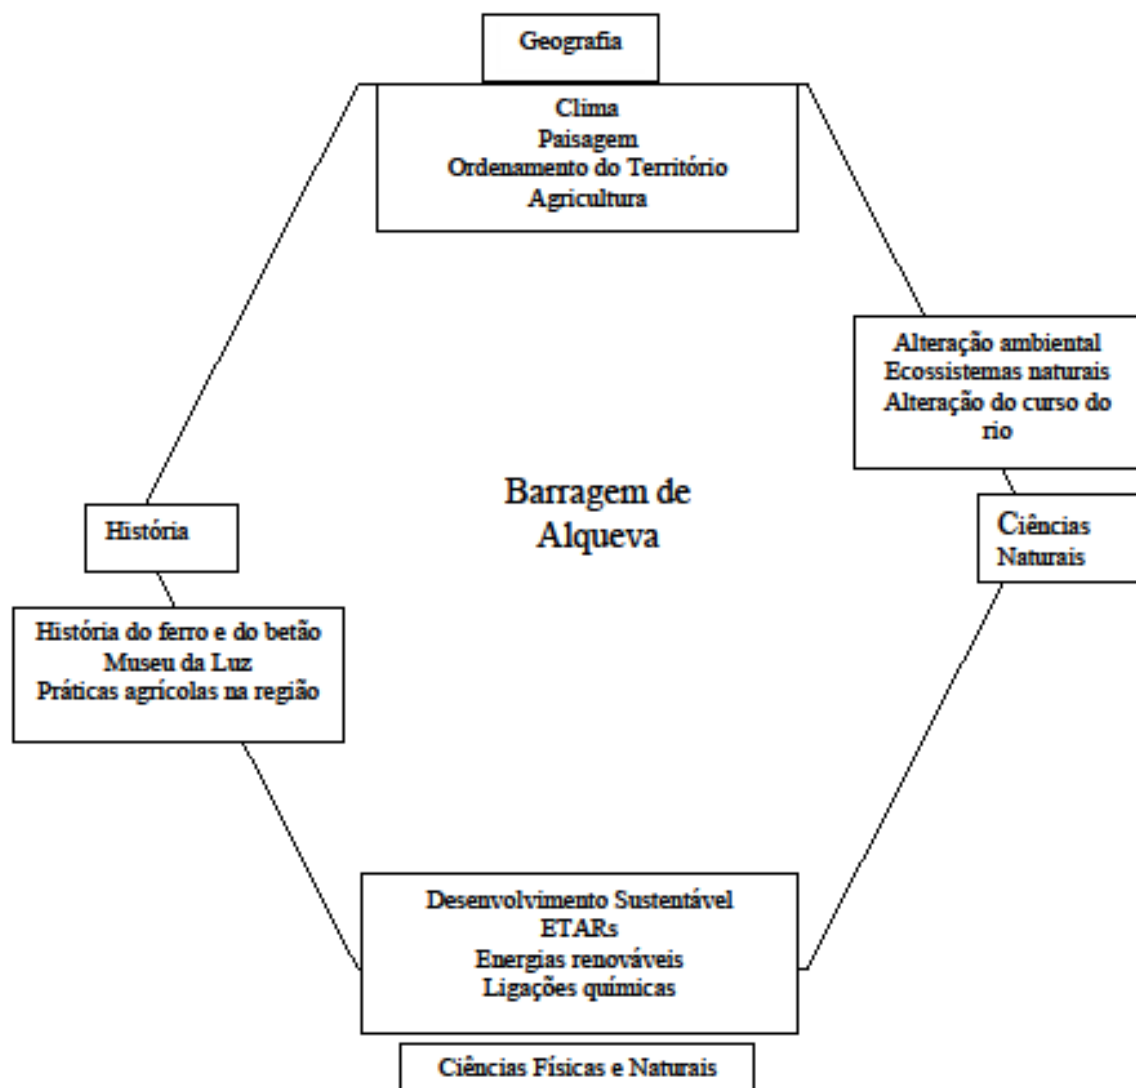 Geografia
Clima
Paisagem
Ordenamento do Território
Agricultura
Alteração ambiental
Ecossistemas naturais
Alteração do curso do
rio
Barragem de
Alqueva
Ciências
Naturais
História
História do ferro e do betão
Museu da Luz
Práticas agrícolas na região
Desenvolvimento Sustentável
ETARs
Energias renováveis
Ligações químicas
Ciências Físicas e Naturais